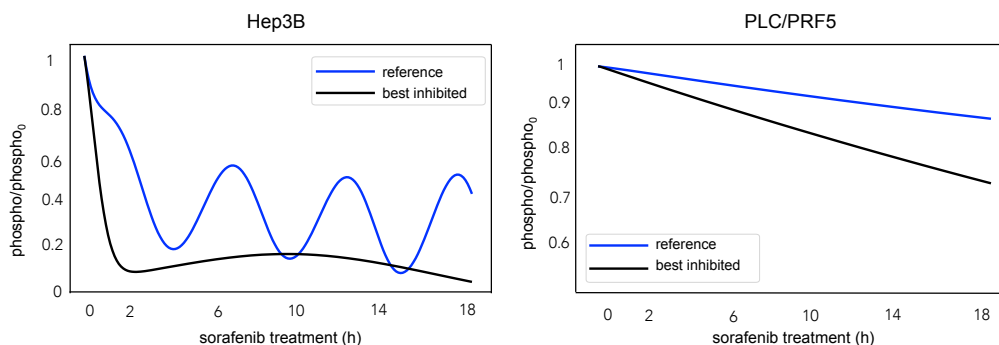 Hep3B
phospho/phospho₀
1
0.8
0.6
0.4
0.2
0
reference
best inhibited
0 2 6 10 14 18
sorafenib treatment (h)
PLC/PRF5
phospho/phospho₀
1
0.9
0.8
0.7
0.6
reference
best inhibited
0 2 6 10 14 18
sorafenib treatment (h)